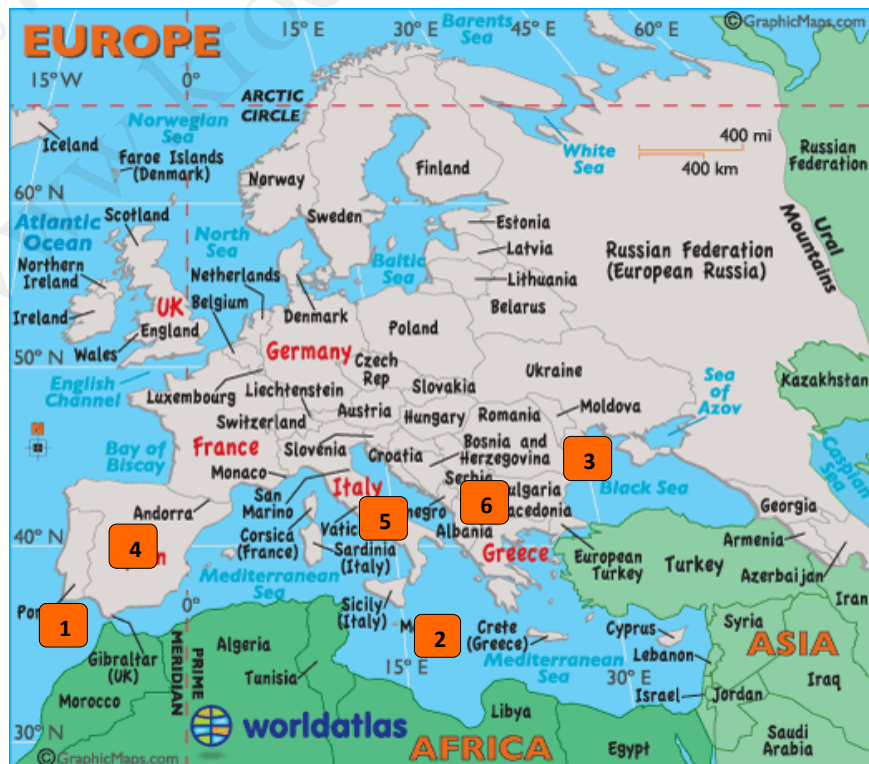 ©GraphicMaps.com
EUROPE
15° W
0°
15° E
30° E
45° E
60° E
Barents
Sea
ARCTIC
CIRCLE
Norwegian
Sea
Iceland
Faroe Islands
(Denmark)
White
Sea
400 mi
400 km
Russian
Federation
Finland
Norway
Sweden
60° N
Scotland
Atlantic
Ocean
North
Sea
Baltic
Sea
Estonia
Latvia
Lithuania
Russian Federation
(European Russia)
Ural
Mountains
Northern
Ireland
Netherlands
Belgium
UK
Ireland
England
Wales
Denmark
Belarus
Poland
Germany
50° N
Czech
Rep
Ukraine
English
Channel
Luxembourg
Liechtenstein
Slovakia
Sea
of
Azov
Kazakhstan
Switzerland
Austria
Hungary
Romania
Moldova
N
Bay of
Biscay
France
Slovenia
Croatia
Bosnia and
Herzegovina
3
Caspian
Sea
Monaco
Italy
Serbia
San
Marino
6
Black Sea
Andorra
5
Georgia
40° N
4
Corsica
(France)
Albania
Greece
European
Turkey
Turkey
Armenia
Azerbaijan
Sardinia
(Italy)
Mediterranean
Sea
1
0°
Sicily
(Italy)
2
Crete
(Greece)
Cyprus
Syria
Iran
ASIA
Gibraltar
(UK)
Algeria
Tunisia
15° E
Mediterranean
Sea
30° E
Lebanon
Israel
Jordan
Iraq
PRIME
MERIDIAN
Morocco
worldatlas
Libya
AFRICA
Egypt
Saudi
Arabia
30° N
©GraphicMaps.com